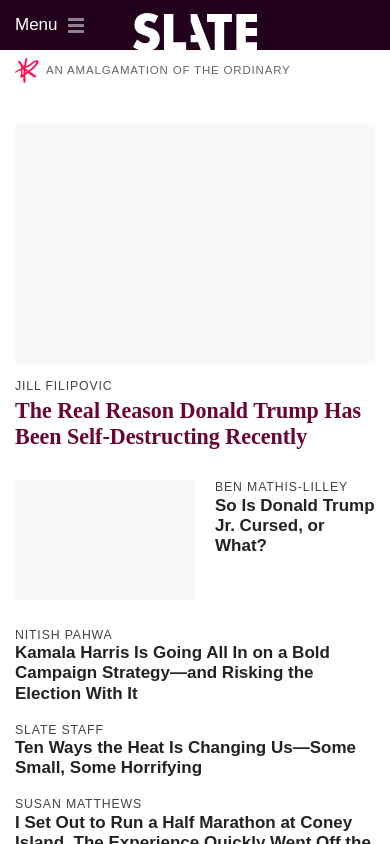 Menu
SLATE
AN AMALGAMATION OF THE ORDINARY
JILL FILIPOVIC
The Real Reason Donald Trump Has
Been Self-Destructing Recently
BEN MATHIS-LILLEY
So Is Donald Trump
Jr. Cursed, or
What?
NITISH PAHWA
Kamala Harris Is Going All In on a Bold
Campaign Strategy—and Risking the
Election With It
SLATE STAFF
Ten Ways the Heat Is Changing Us—Some
Small, Some Horrifying
SUSAN MATTHEWS
I Set Out to Run a Half Marathon at Coney
Island. The Experience Quickly Went Off the